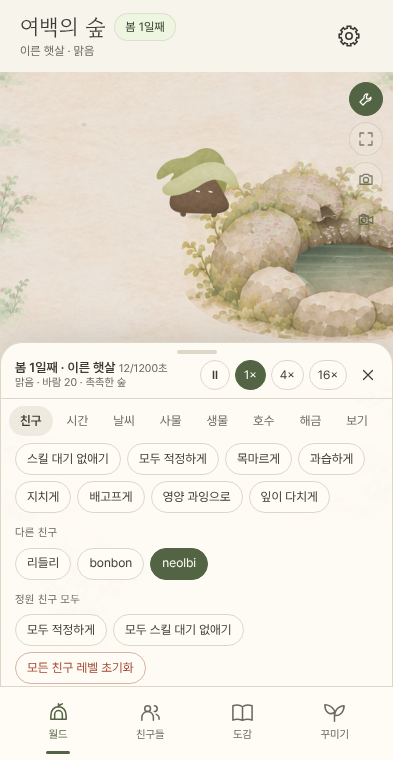 여백의 숲 봄 1일째
이른 햇살 · 맑음
봄 1일째 · 이른 햇살 12/1200초
맑음 · 바람 20 · 촉촉한 숲
1× 4× 16×
친구 시간 날씨 사물 생물 호수 해금 보기
스킬 대기 없애기 모두 적정하게 목마르게 과습하게
지치게 배고프게 영양 과잉으로 잎이 다치게
다른 친구
리들리 bonbon neolbi
정원 친구 모두
모두 적정하게 모두 스킬 대기 없애기
모든 친구 레벨 초기화
월드 친구들 도감 꾸미기